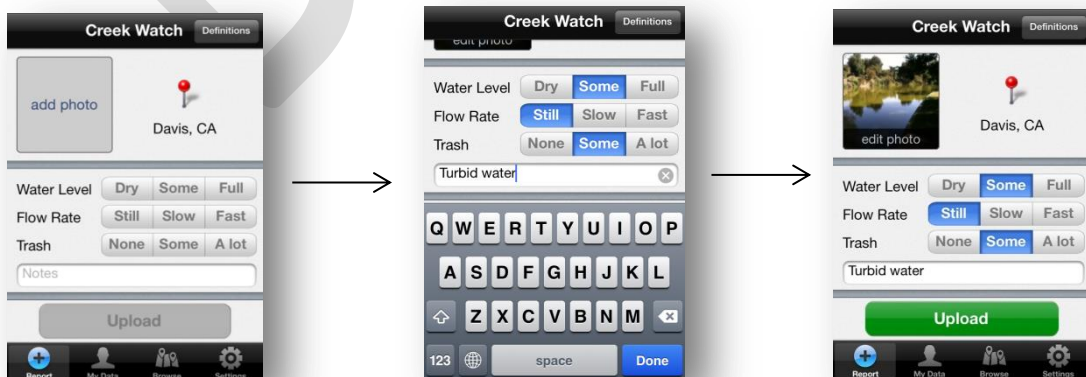 Creek Watch Definitions
add photo
Davis, CA
Water Level Dry Some Full
Flow Rate Still Slow Fast
Trash None Some A lot
Notes
Upload
Report My Data Browse Settings
Creek Watch Definitions
edit photo
Water Level Dry Some Full
Flow Rate Still Slow Fast
Trash None Some A lot
Turbid water
Q W E R T Y U I O P
A S D F G H J K L
Z X C V B N M
123 space Done
Creek Watch Definitions
edit photo
Davis, CA
Water Level Dry Some Full
Flow Rate Still Slow Fast
Trash None Some A lot
Turbid water
Upload
Report My Data Browse Settings